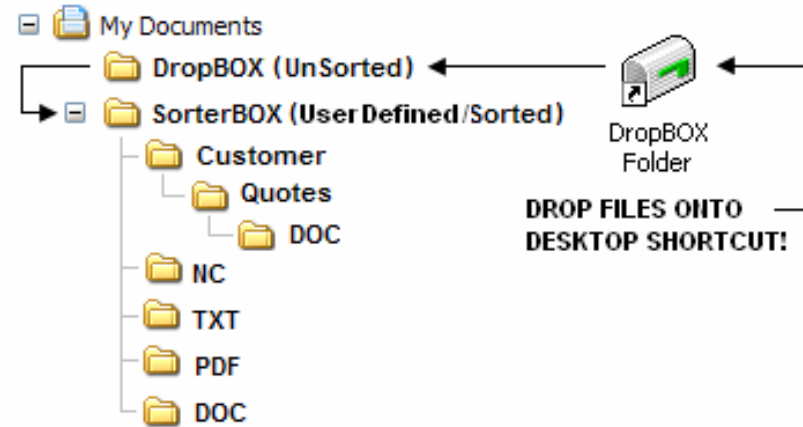 My Documents
DropBOX (UnSorted)
SorterBOX (User Defined/Sorted)
DropBOX
Folder
Customer
Quotes
DROP FILES ONTO
DOC
DESKTOP SHORTCUT!
NC
TXT
PDF
DOC